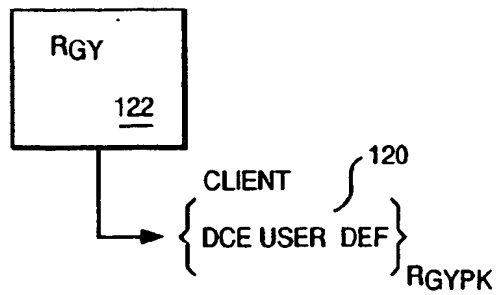 RGY
122
120
CLIENT
{ DCE USER DEF }
RGYPK